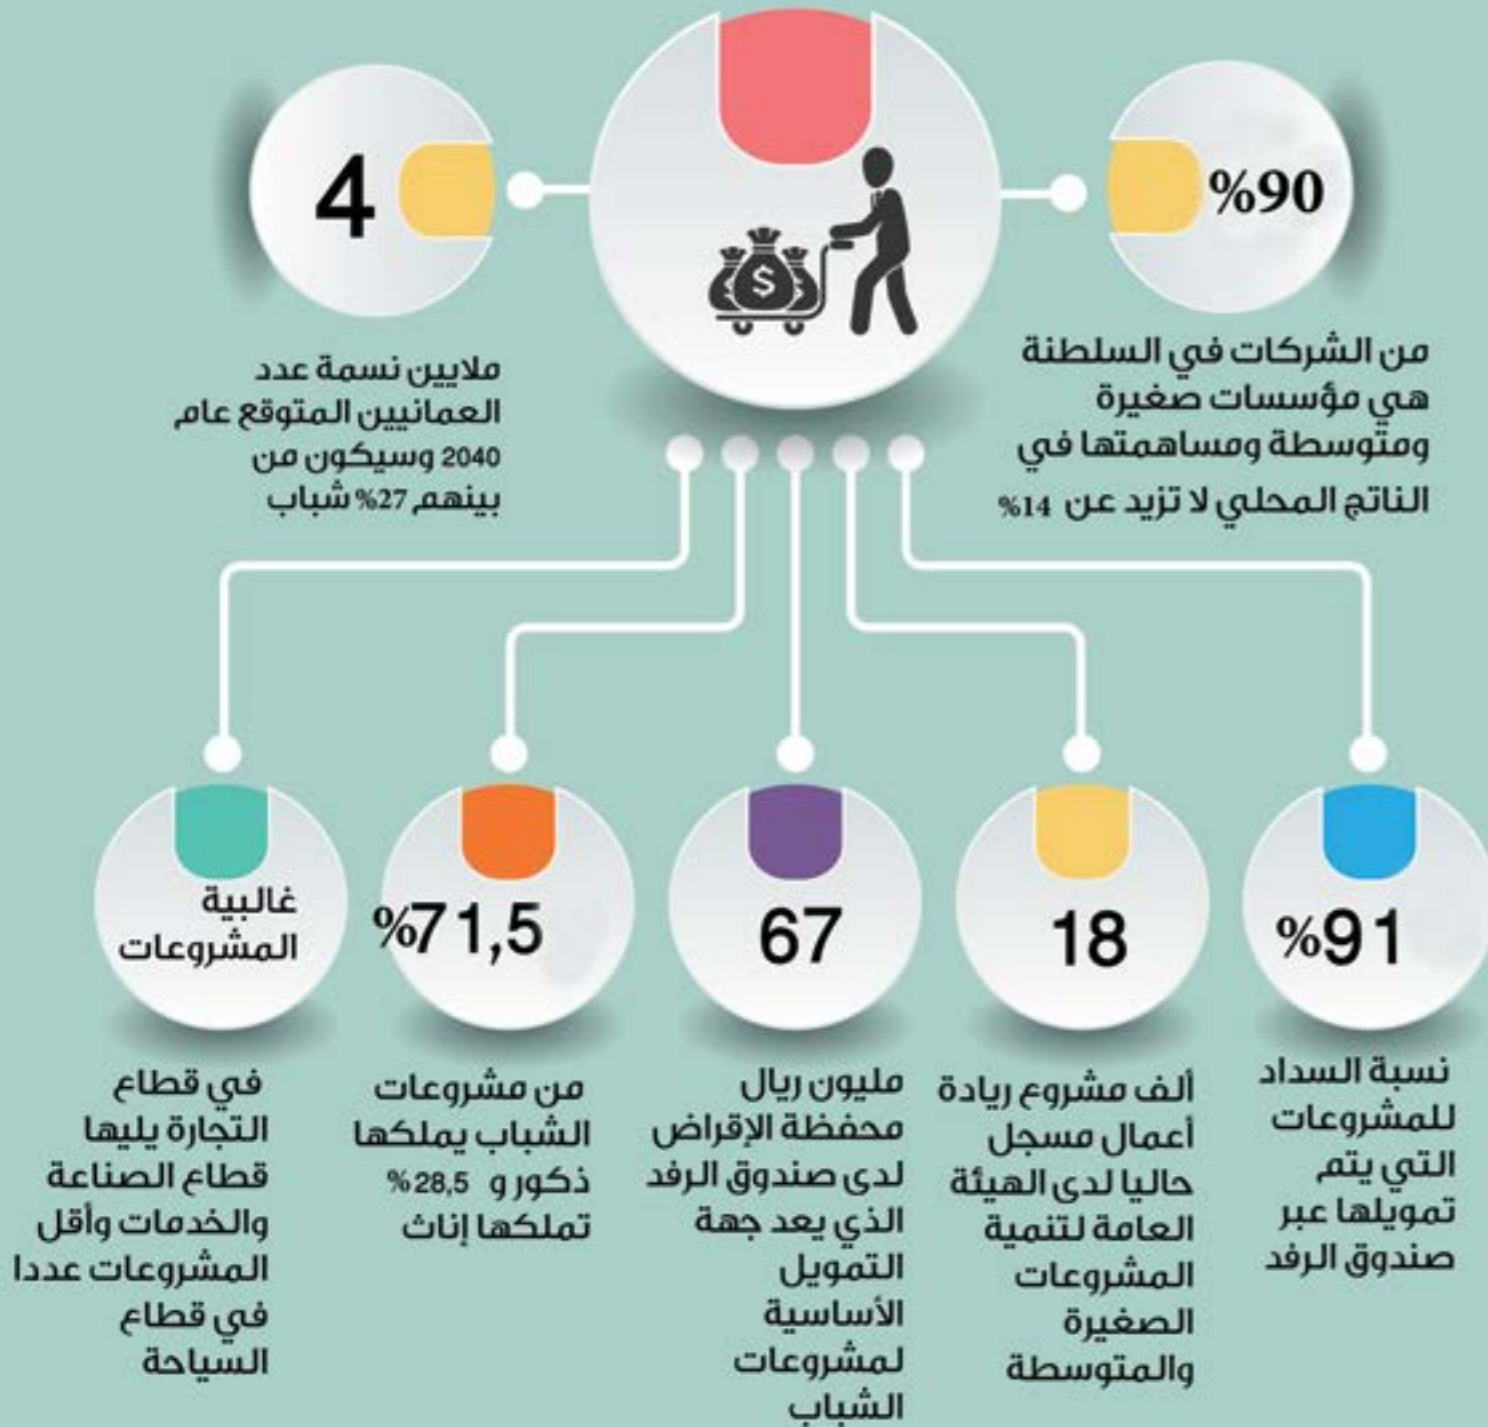 %90
من الشركات في السلطنة
هي مؤسسات صغيرة
ومتوسطة ومساهمتها في
الناتج المحلي لا تزيد عن 14%
4
ملايين نسمة عدد
العمانيين المتوقع عام
2040 وسيكون من
بينهم 27% شباب
$
%91
نسبة السداد
للمشروعات
التي يتم
تمويلها عبر
صندوق الرفد
18
ألف مشروع ريادة
أعمال مسجل
حاليا لدى الهيئة
العامة لتنمية
المشروعات
الصغيرة
والمتوسطة
67
مليون ريال
محفظة الإقراض
لدى صندوق الرفد
الذي يعد جهة
التمويل
الأساسية
لمشروعات
الشباب
%71,5
من مشروعات
الشباب يملكها
ذكور و 28,5%
تملكها إناث
غالبية
المشروعات
في قطاع
التجارة يليها
قطاع الصناعة
والخدمات وأقل
المشروعات عددا
في قطاع
السياحة